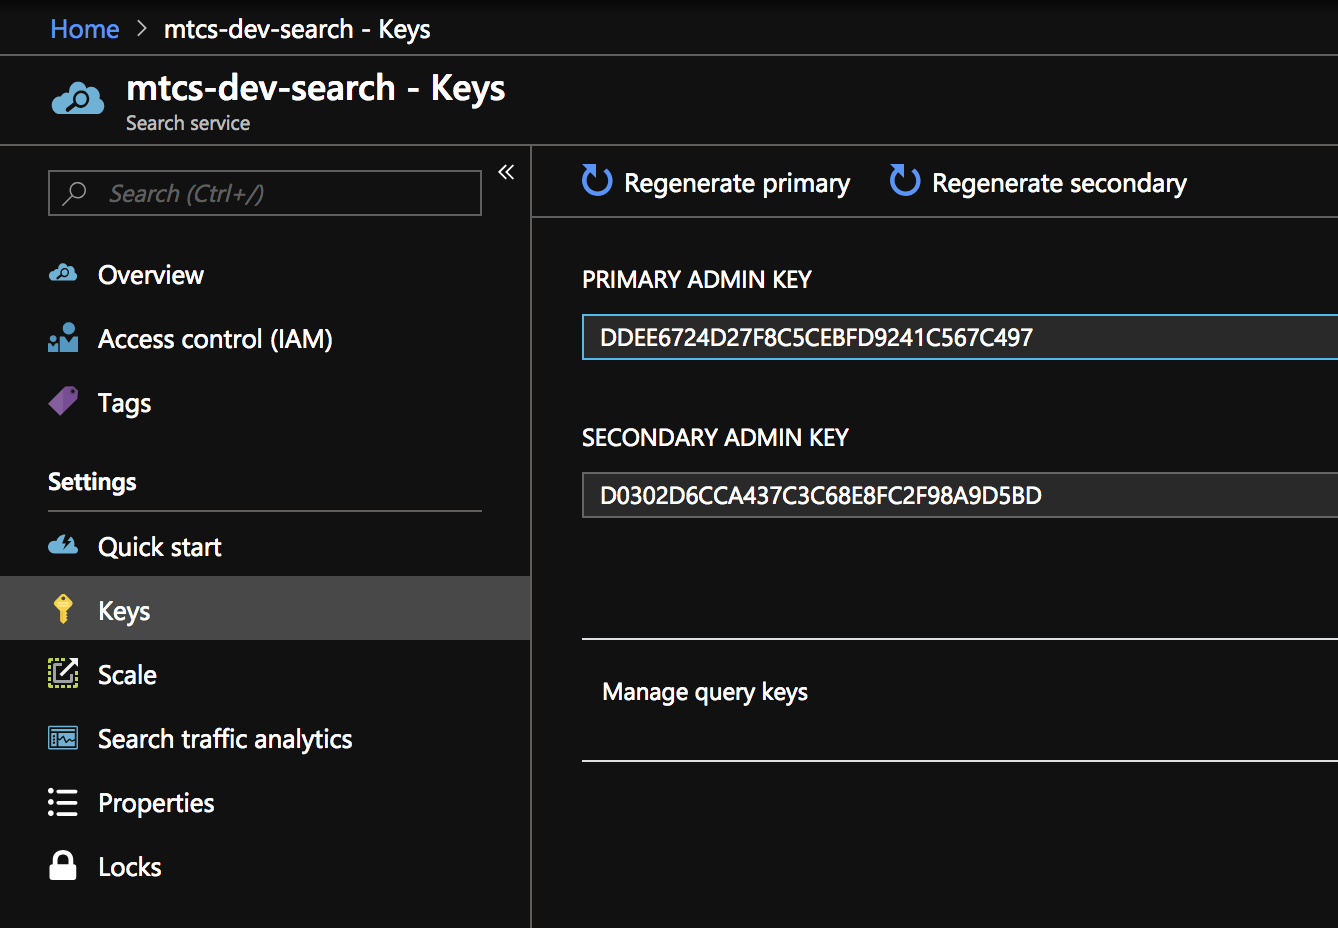 Home > mtcs-dev-search - Keys
mtcs-dev-search - Keys
Search service
Search (Ctrl+/)
«
Overview
Access control (IAM)
Tags
Settings
Quick start
Keys
Scale
Search traffic analytics
Properties
Locks
Regenerate primary
Regenerate secondary
PRIMARY ADMIN KEY
DDEE6724D27F8C5CEBFD9241C567C497
SECONDARY ADMIN KEY
D0302D6CCA437C3C68E8FC2F98A9D5BD
Manage query keys